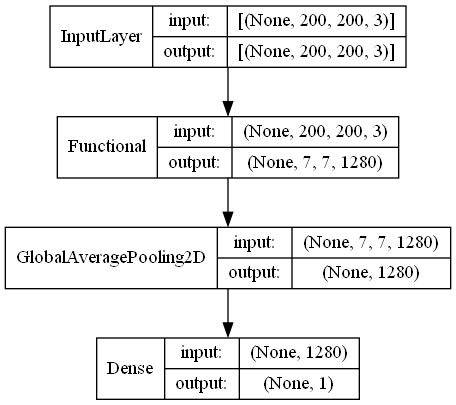 InputLayer
input:
[(None, 200, 200, 3)]
output:
[(None, 200, 200, 3)]
Functional
input:
(None, 200, 200, 3)
output:
(None, 7, 7, 1280)
GlobalAveragePooling2D
input:
(None, 7, 7, 1280)
output:
(None, 1280)
Dense
input:
(None, 1280)
output:
(None, 1)